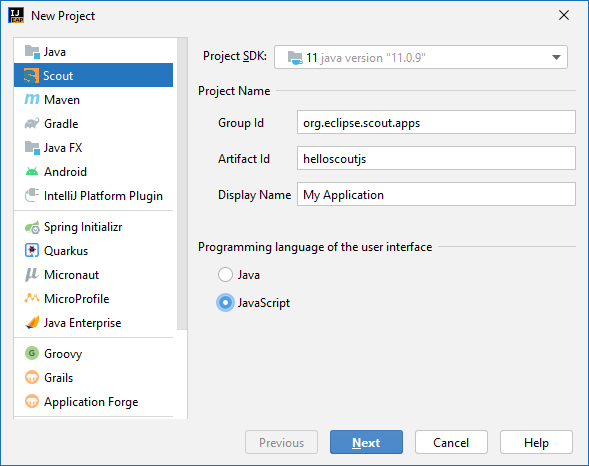 IJ
EAP
New Project
Java
Scout
Maven
Gradle
Java FX
Android
IntelliJ Platform Plugin
Spring Initializr
Quarkus
Micronaut
MicroProfile
Java Enterprise
Groovy
Grails
Application Forge
Project SDK: 11 java version "11.0.9"
Project Name
Group Id org.eclipse.scout.apps
Artifact Id helloscoutjs
Display Name My Application
Programming language of the user interface
Java
JavaScript
Previous Next Cancel Help